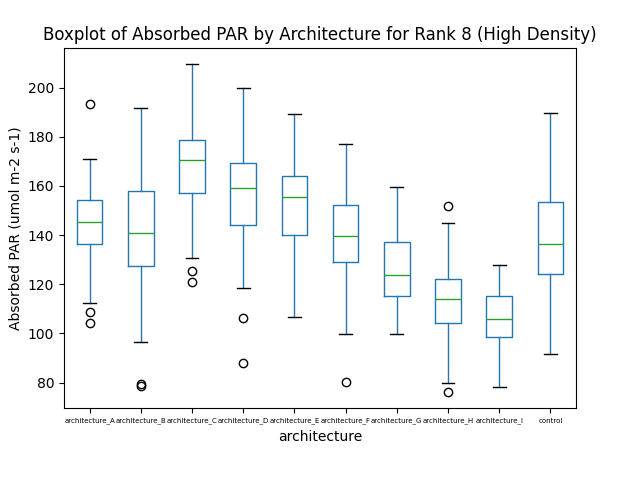 Boxplot of Absorbed PAR by Architecture for Rank 8 (High Density)
Absorbed PAR (umol m-2 s-1)
200
180
160
140
120
100
80
architecture_A architecture_B architecture_C architecture_D architecture_E architecture_F architecture_G architecture_H architecture_I control
architecture